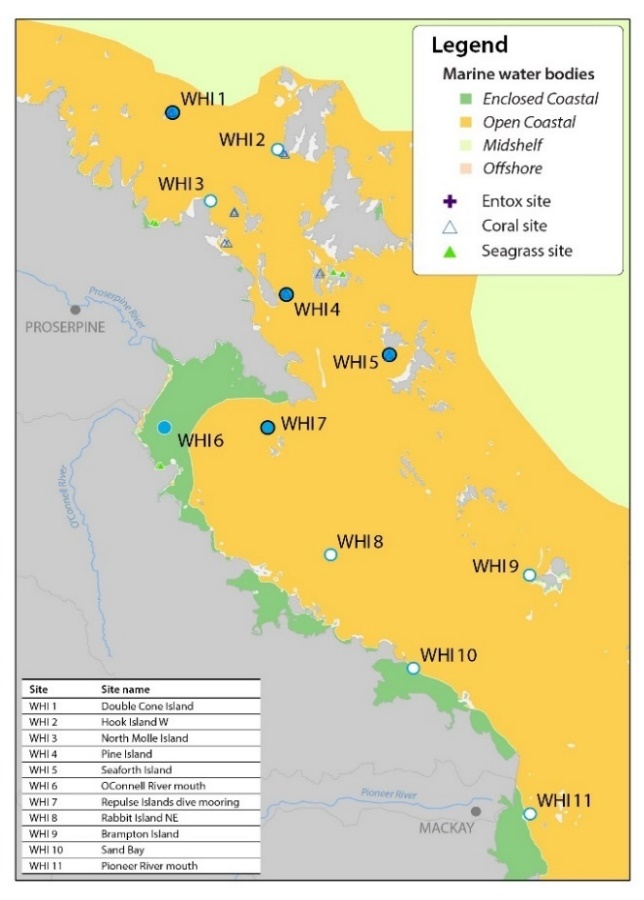 Legend
Marine water bodies
Enclosed Coastal
Open Coastal
Midshelf
Offshore
Entox site
Coral site
Seagrass site
WHI 1
WHI 2
WHI 3
WHI 4
WHI 5
WHI 6
WHI 7
WHI 8
WHI 9
WHI 10
WHI 11
Proserpine River
PROSERPINE
O'Connell River
Pioneer River
MACKAY
Site Site name
WHI 1 Double Cone Island
WHI 2 Hook Island W
WHI 3 North Molle Island
WHI 4 Pine Island
WHI 5 Seaforth Island
WHI 6 OConnell River mouth
WHI 7 Repulse Islands dive mooring
WHI 8 Rabbit Island NE
WHI 9 Brampton Island
WHI 10 Sand Bay
WHI 11 Pioneer River mouth